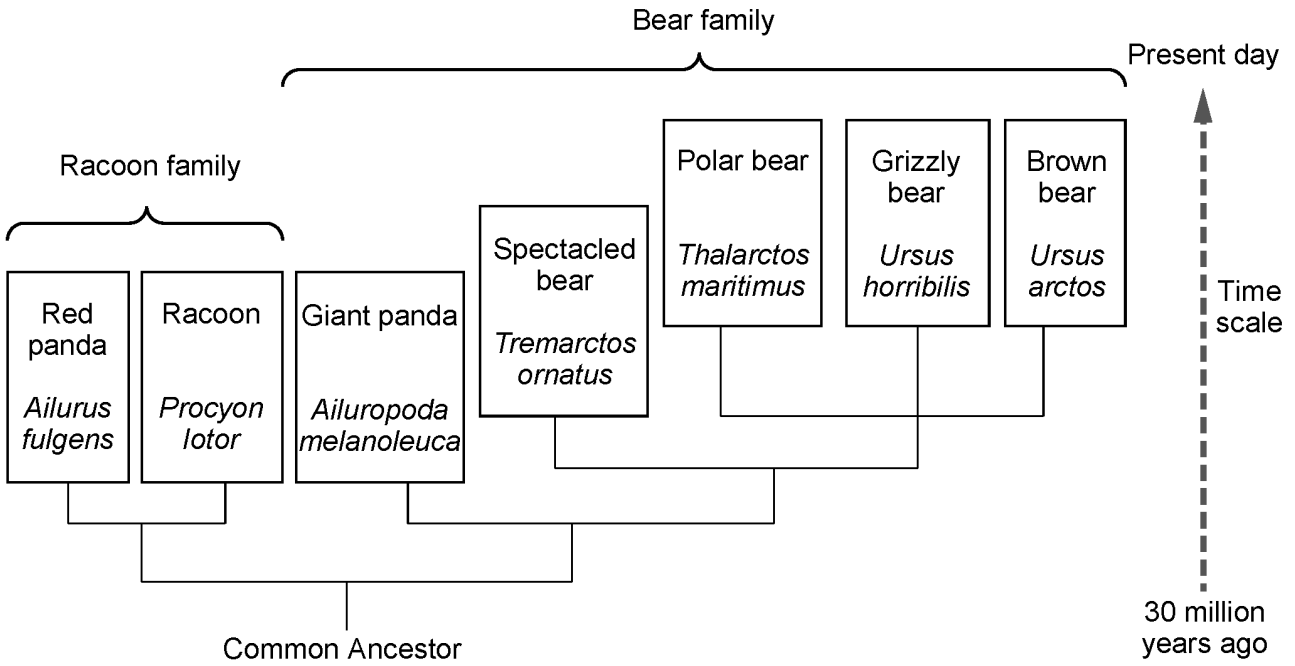 Bear family
Present day
Racoon family
Polar bear
Thalarctos
maritimus
Grizzly
bear
Ursus
horribilis
Brown
bear
Ursus
arctos
Spectacled
bear
Tremarctos
ornatus
Red
panda
Ailurus
fulgens
Racoon
Procyon
lotor
Giant panda
Ailuropoda
melanoleuca
Time
scale
30 million
years ago
Common Ancestor